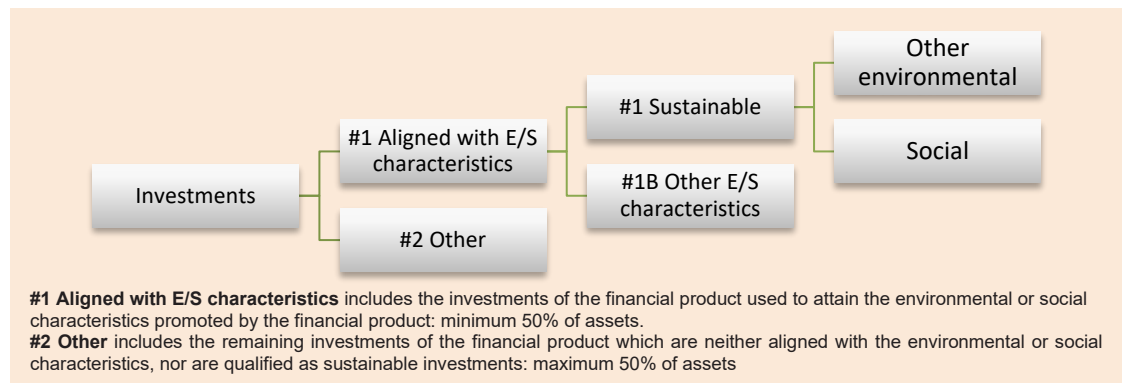 Other
environmental
#1 Sustainable
#1 Aligned with E/S
characteristics
Social
Investments
#1B Other E/S
characteristics
#2 Other
#1 Aligned with E/S characteristics includes the investments of the financial product used to attain the environmental or social
characteristics promoted by the financial product: minimum 50% of assets.
#2 Other includes the remaining investments of the financial product which are neither aligned with the environmental or social
characteristics, nor are qualified as sustainable investments: maximum 50% of assets